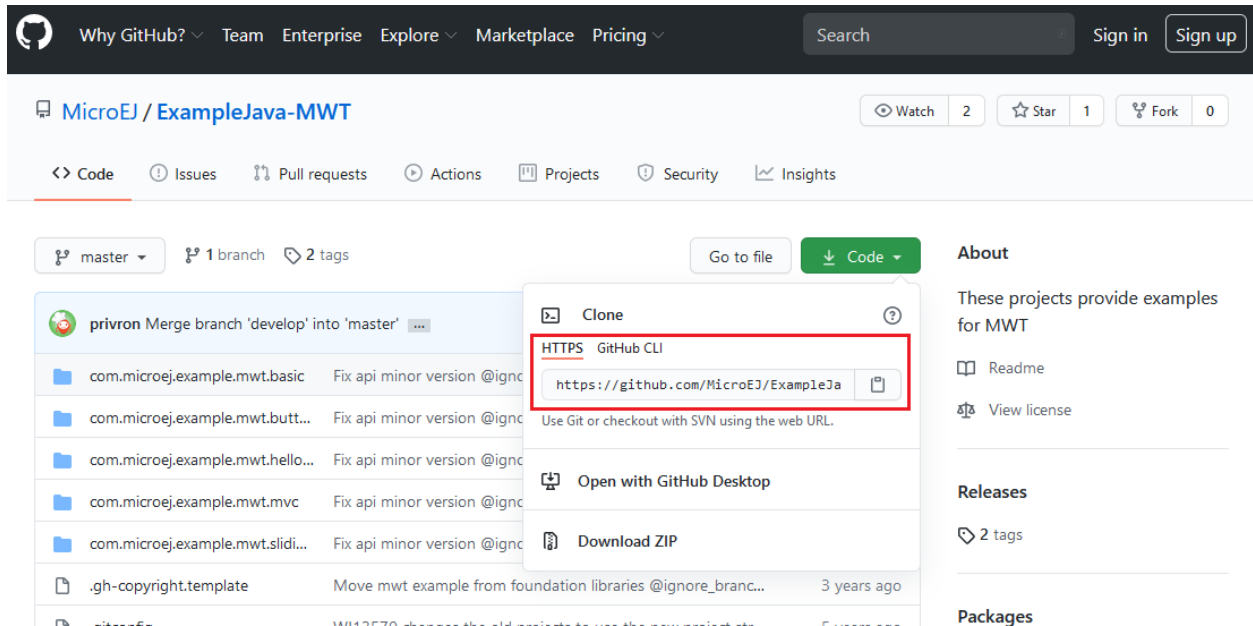 Why GitHub? Team Enterprise Explore Marketplace Pricing Search Sign in Sign up
MicroEJ / ExampleJava-MWT Watch 2 Star 1 Fork 0
Code Issues Pull requests Actions Projects Security Insights
master 1 branch 2 tags Go to file Code
About
These projects provide examples
for MWT
Readme
View license
Releases
2 tags
Packages
privron Merge branch 'develop' into 'master' ...
Clone
HTTPS GitHub CLI
https://github.com/MicroEJ/ExampleJa
Use Git or checkout with SVN using the web URL.
Open with GitHub Desktop
Download ZIP
com.microej.example.mwt.basic Fix api minor version @igno
com.microej.example.mwt.butt... Fix api minor version @igno
com.microej.example.mwt.hello... Fix api minor version @igno
com.microej.example.mwt.mvc Fix api minor version @igno
com.microej.example.mwt.slidi... Fix api minor version @igno
.gh-copyright.template Move mwt example from foundation libraries @ignore_branc... 3 years ago